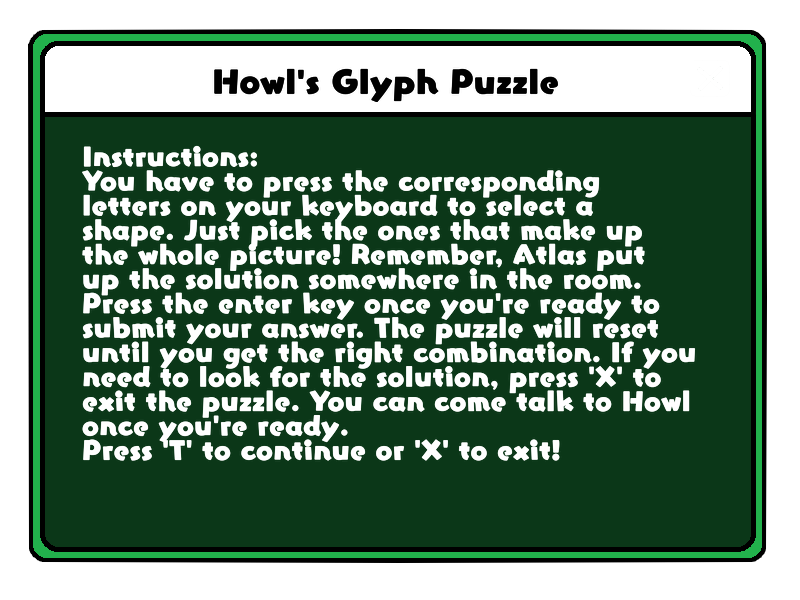 Howl's Glyph Puzzle
Instructions:
You have to press the corresponding
letters on your keyboard to select a
shape. Just pick the ones that make up
the whole picture! Remember, Atlas put
up the solution somewhere in the room.
Press the enter key once you're ready to
submit your answer. The puzzle will reset
until you get the right combination. If you
need to look for the solution, press 'X' to
exit the puzzle. You can come talk to Howl
once you're ready.
Press 'T' to continue or 'X' to exit!